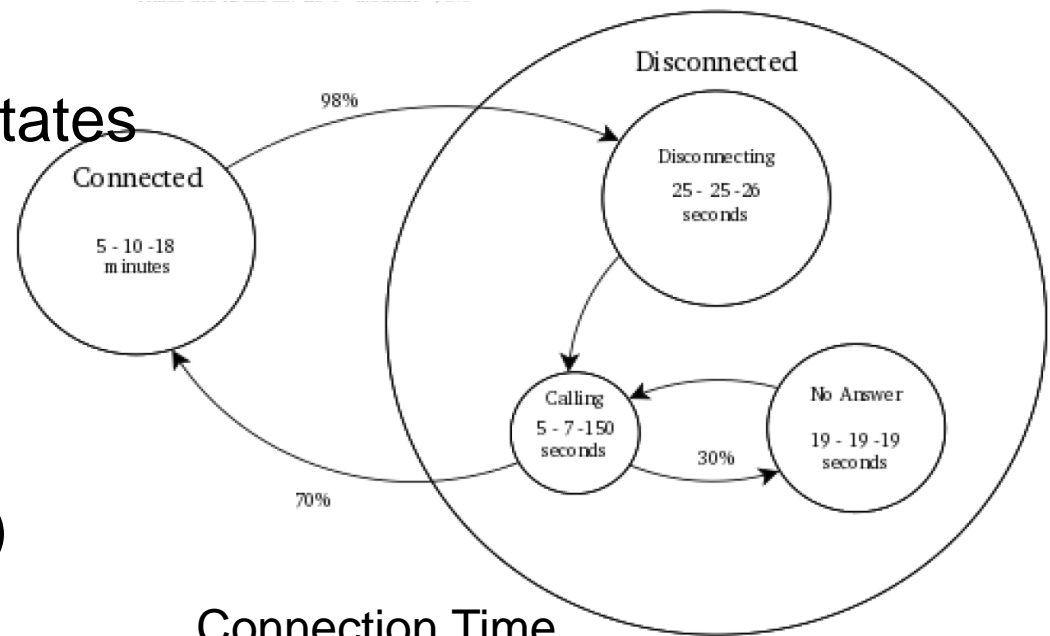 Disconnected
98%
tates
Disconnecting
25 - 25 -26
seconds
Connected
5 - 10 -18
minutes
Calling
5 - 7 -150
seconds
No Answer
19 - 19 -19
seconds
30%
70%
)
Connection Time